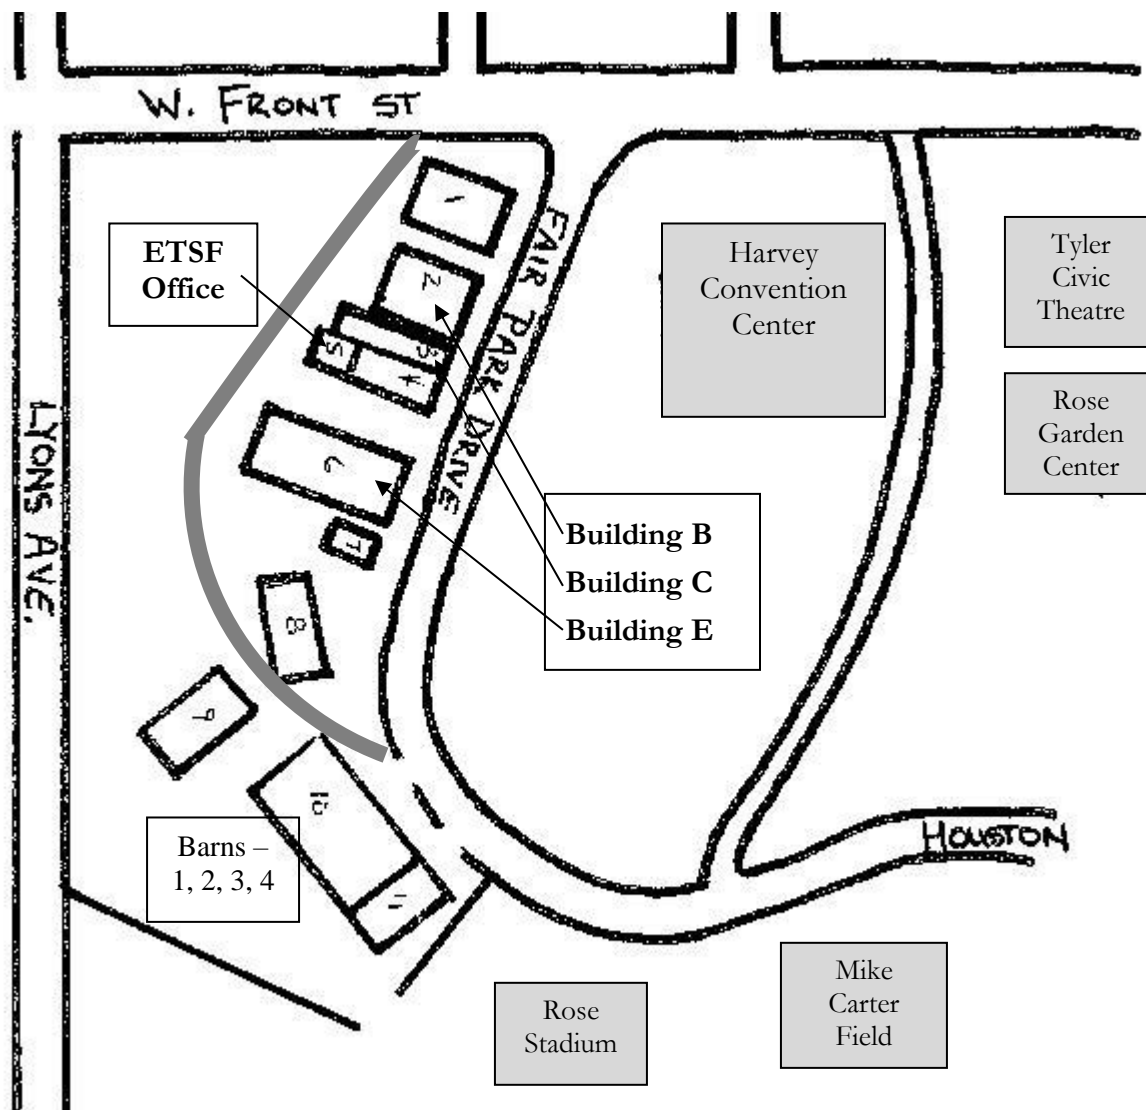 W. FRONT ST
1
ETSF
Office
2
FAIR PARK DRIVE
Harvey
Convention
Center
Tyler
Civic
Theatre
3
5
4
Rose
Garden
Center
LYONS AVE.
6
Building B
Building C
Building E
7
8
9
10
HOUSTON
Barns –
1, 2, 3, 4
11
Rose
Stadium
Mike
Carter
Field